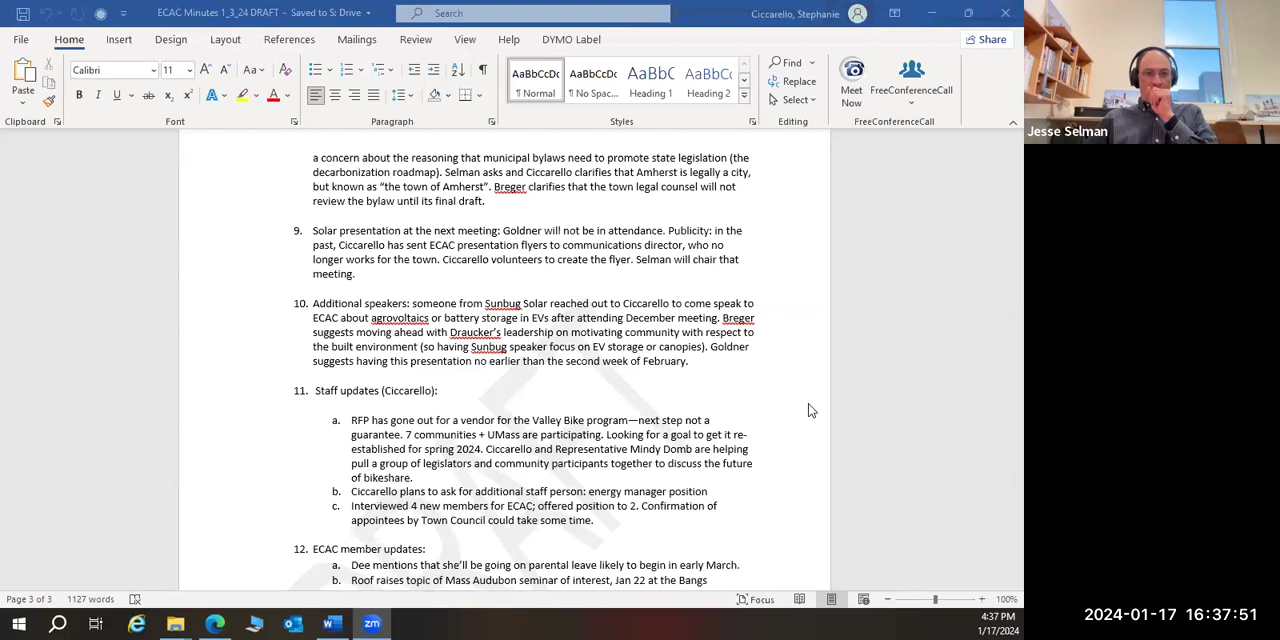 ECAC Minutes 1_3_24 DRAFT - Saved to S: Drive
Search
Ciccarello, Stephanie
File Home Insert Design Layout References Mailings Review View Help DYMO Label Share
Paste
Calibri 11
Aa
B I U ab x₂ x² A A
AaBbCcDc AaBbCcDc AaBbC AaBbCcC
¶ Normal ¶ No Spac... Heading 1 Heading 2
Find
Replace
Select
Meet Now
FreeConferenceCall
Clipboard Font Paragraph Styles Editing FreeConferenceCall
Jesse Selman
a concern about the reasoning that municipal bylaws need to promote state legislation (the
decarbonization roadmap). Selman asks and Ciccarello clarifies that Amherst is legally a city,
but known as “the town of Amherst”. Breger clarifies that the town legal counsel will not
review the bylaw until its final draft.
9. Solar presentation at the next meeting: Goldner will not be in attendance. Publicity: in the
past, Ciccarello has sent ECAC presentation flyers to communications director, who no
longer works for the town. Ciccarello volunteers to create the flyer. Selman will chair that
meeting.
10. Additional speakers: someone from Sunbug Solar reached out to Ciccarello to come speak to
ECAC about agrovoltaics or battery storage in EVs after attending December meeting. Breger
suggests moving ahead with Draucker’s leadership on motivating community with respect to
the built environment (so having Sunbug speaker focus on EV storage or canopies). Goldner
suggests having this presentation no earlier than the second week of February.
11. Staff updates (Ciccarello):
a. RFP has gone out for a vendor for the Valley Bike program—next step not a
guarantee. 7 communities + UMass are participating. Looking for a goal to get it re-
established for spring 2024. Ciccarello and Representative Mindy Domb are helping
pull a group of legislators and community participants together to discuss the future
of bikeshare.
b. Ciccarello plans to ask for additional staff person: energy manager position
c. Interviewed 4 new members for ECAC; offered position to 2. Confirmation of
appointees by Town Council could take some time.
12. ECAC member updates:
a. Dee mentions that she’ll be going on parental leave likely to begin in early March.
b. Roof raises topic of Mass Audubon seminar of interest, Jan 22 at the Bangs
DRAFT
Page 3 of 3 1127 words Focus 100%
4:37 PM
1/17/2024
2024-01-17 16:37:51